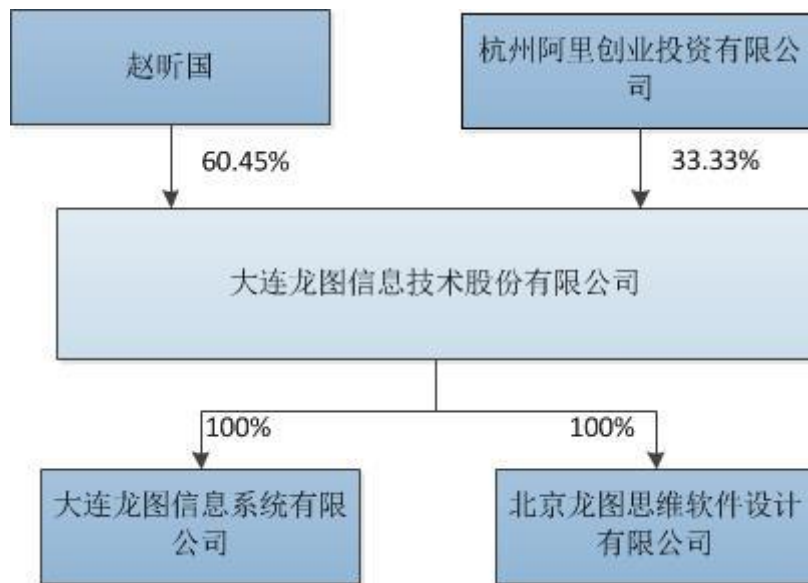 赵昕国
杭州阿里创业投资有限公
司
60.45%
33.33%
大连龙图信息技术股份有限公司
100%
100%
大连龙图信息系统有限
公司
北京龙图思维软件设计
有限公司